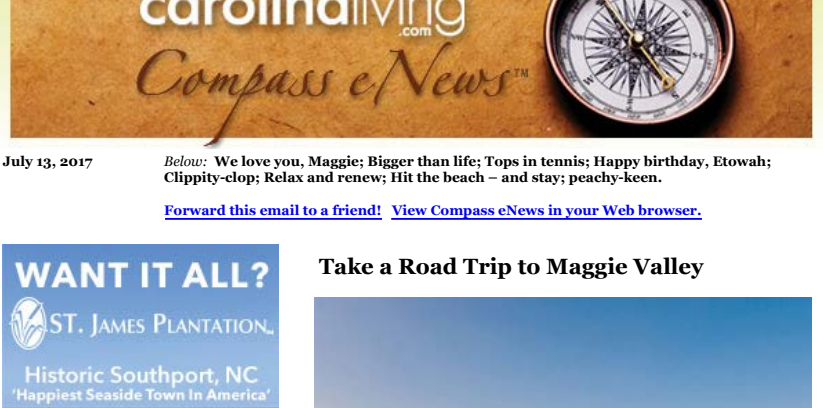 carolinaliving
.com
Compass eNews™
July 13, 2017
Below: We love you, Maggie; Bigger than life; Tops in tennis; Happy birthday, Etowah;
Clippity-clop; Relax and renew; Hit the beach – and stay; peachy-keen.
Forward this email to a friend! View Compass eNews in your Web browser.
WANT IT ALL?
ST. JAMES PLANTATION
Historic Southport, NC
'Happiest Seaside Town In America'
Take a Road Trip to Maggie Valley